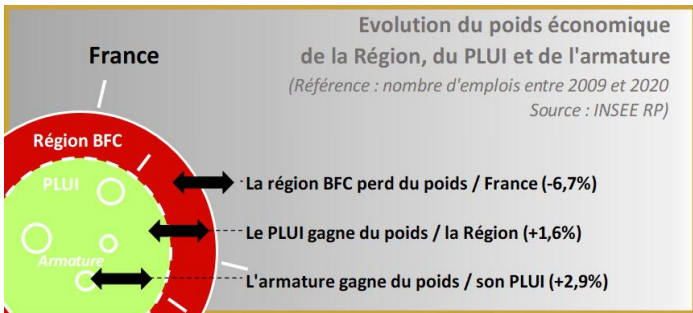 Evolution du poids économique
de la Région, du PLUI et de l'armature
(Référence : nombre d'emplois entre 2009 et 2020
Source : INSEE RP)
France
Région BFC
PLUI
Armature
La région BFC perd du poids / France (-6,7%)
Le PLUI gagne du poids / la Région (+1,6%)
L'armature gagne du poids / son PLUI (+2,9%)